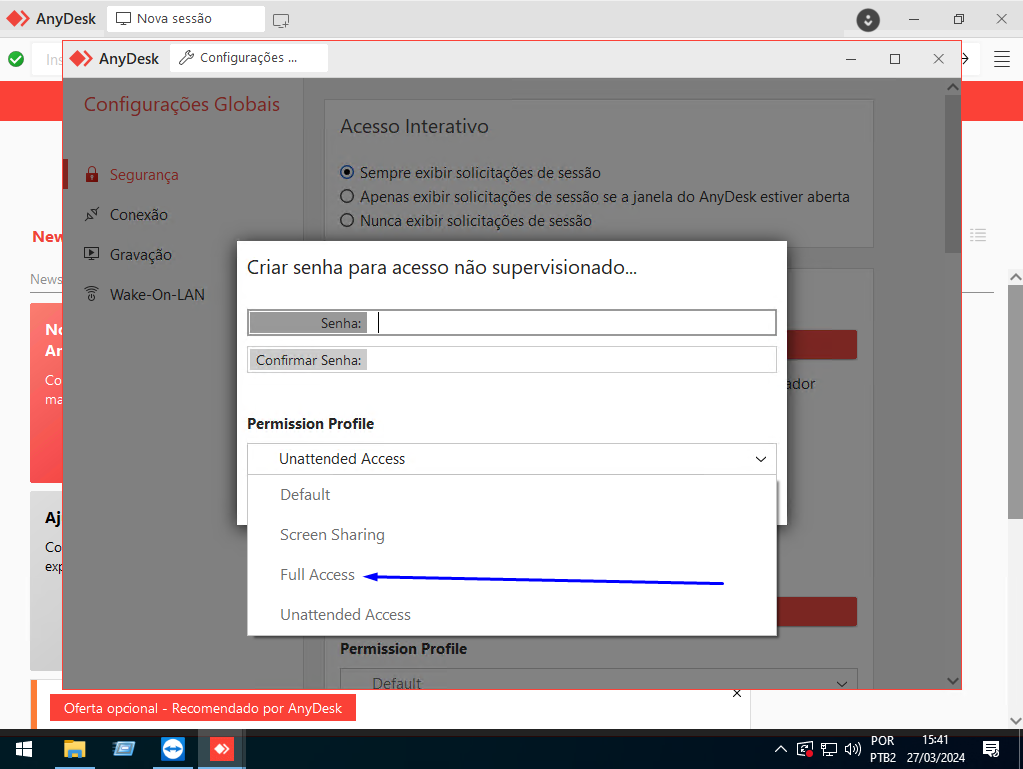 AnyDesk
Nova sessão
Ins
AnyDesk
Configurações ...
Configurações Globais
Segurança
Conexão
Gravação
Wake-On-LAN
Acesso Interativo
Sempre exibir solicitações de sessão
Apenas exibir solicitações de sessão se a janela do AnyDesk estiver aberta
Nunca exibir solicitações de sessão
New
News
No
An
Co
ma
Aj
Co
exp
Criar senha para acesso não supervisionado...
Senha:
Confirmar Senha:
Permission Profile
Unattended Access
Default
Screen Sharing
Full Access
Unattended Access
ador
Permission Profile
Default
Oferta opcional - Recomendado por AnyDesk
POR
PTB2
15:41
27/03/2024